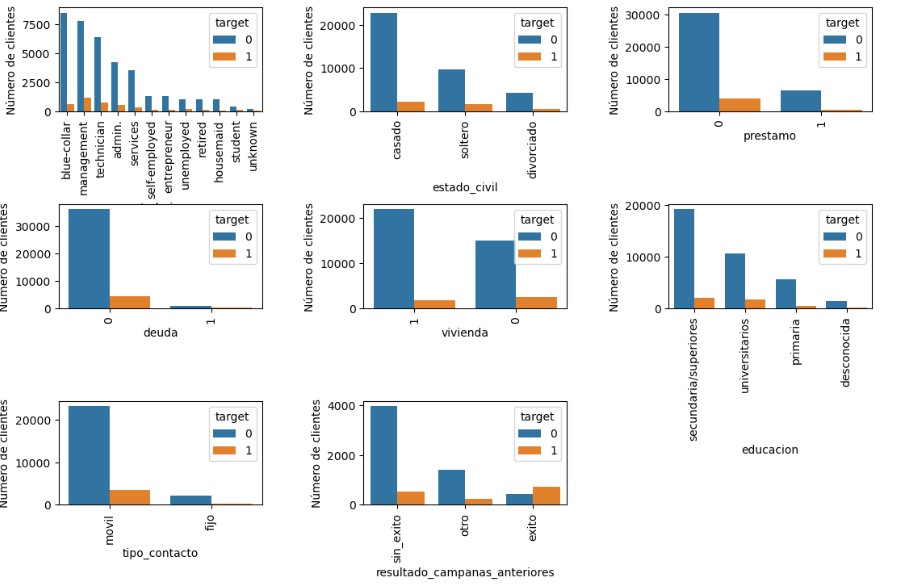 Número de clientes
7500
5000
2500
0
target
0
1
blue-collar
management
technician
admin.
services
self-employed
entrepreneur
unemployed
retired
housemaid
student
unknown
Número de clientes
20000
10000
0
target
0
1
casado
soltero
divorciado
estado_civil
Número de clientes
30000
20000
10000
0
target
0
1
0
1
prestamo
Número de clientes
30000
20000
10000
0
target
0
1
0
1
deuda
Número de clientes
20000
10000
0
target
0
1
1
0
vivienda
Número de clientes
20000
10000
0
target
0
1
secundaria/superiores
universitarios
primaria
desconocida
educacion
Número de clientes
20000
10000
0
target
0
1
movil
fijo
tipo_contacto
Número de clientes
4000
2000
0
target
0
1
sin_exito
otro
exito
resultado_campanas_anteriores